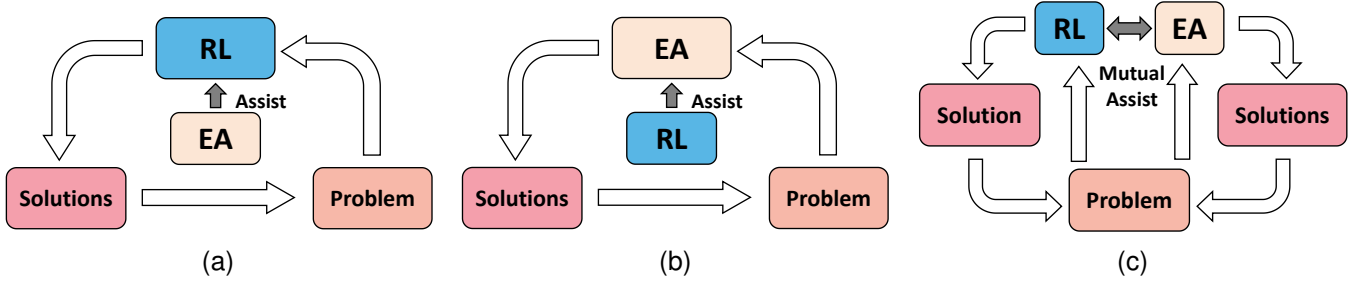 RL
Assist
EA
Solutions
Problem
(a)
EA
Assist
RL
Solutions
Problem
(b)
RL
EA
Mutual
Assist
Solution
Solutions
Problem
(c)